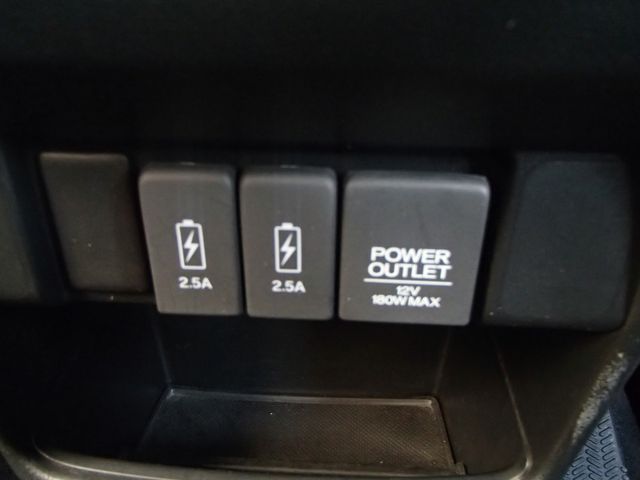 2.5A
2.5A
POWER
OUTLET
12V
180W MAX